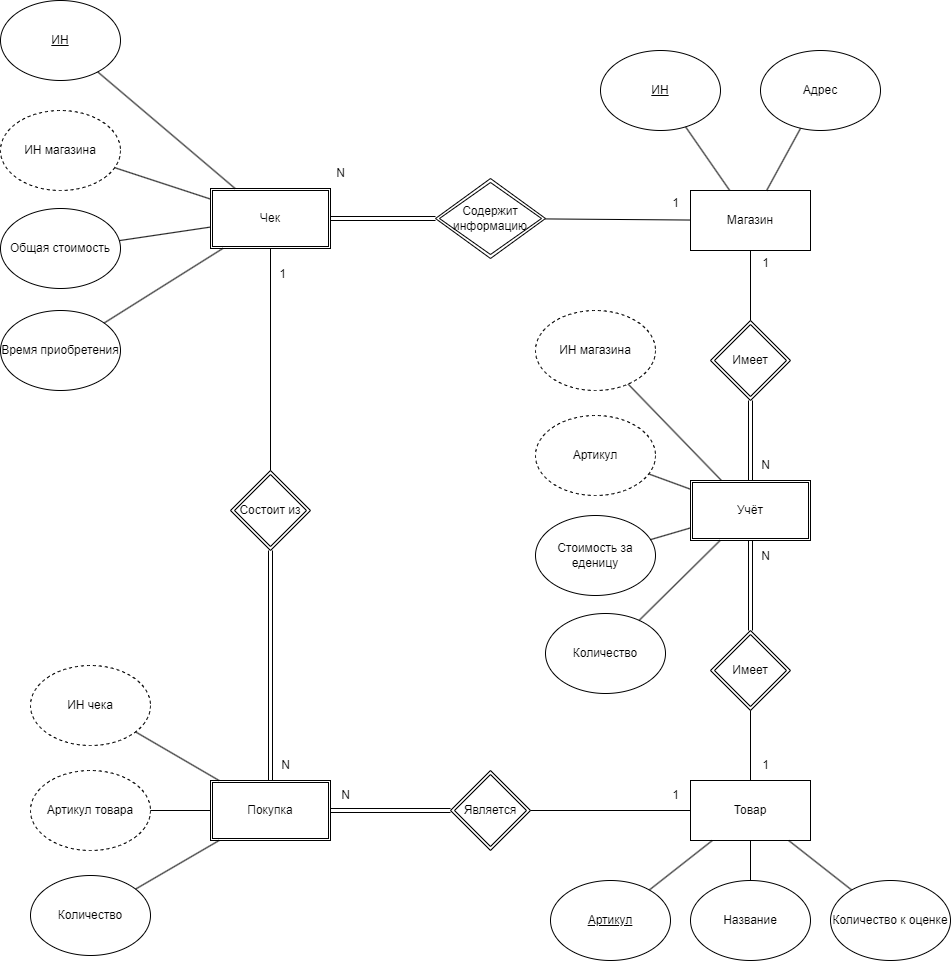 ИН
ИН
Адрес
ИН магазина
N
Содержит
информацию
1
Чек
Магазин
Общая стоимость
1
1
Время приобретения
ИН магазина
Имеет
Артикул
N
Состоит из
Учёт
Стоимость за
еденицу
N
Количество
Имеет
ИН чека
N
1
N
1
Артикул товара
Покупка
Является
Товар
Количество
Артикул
Название
Количество к оценке